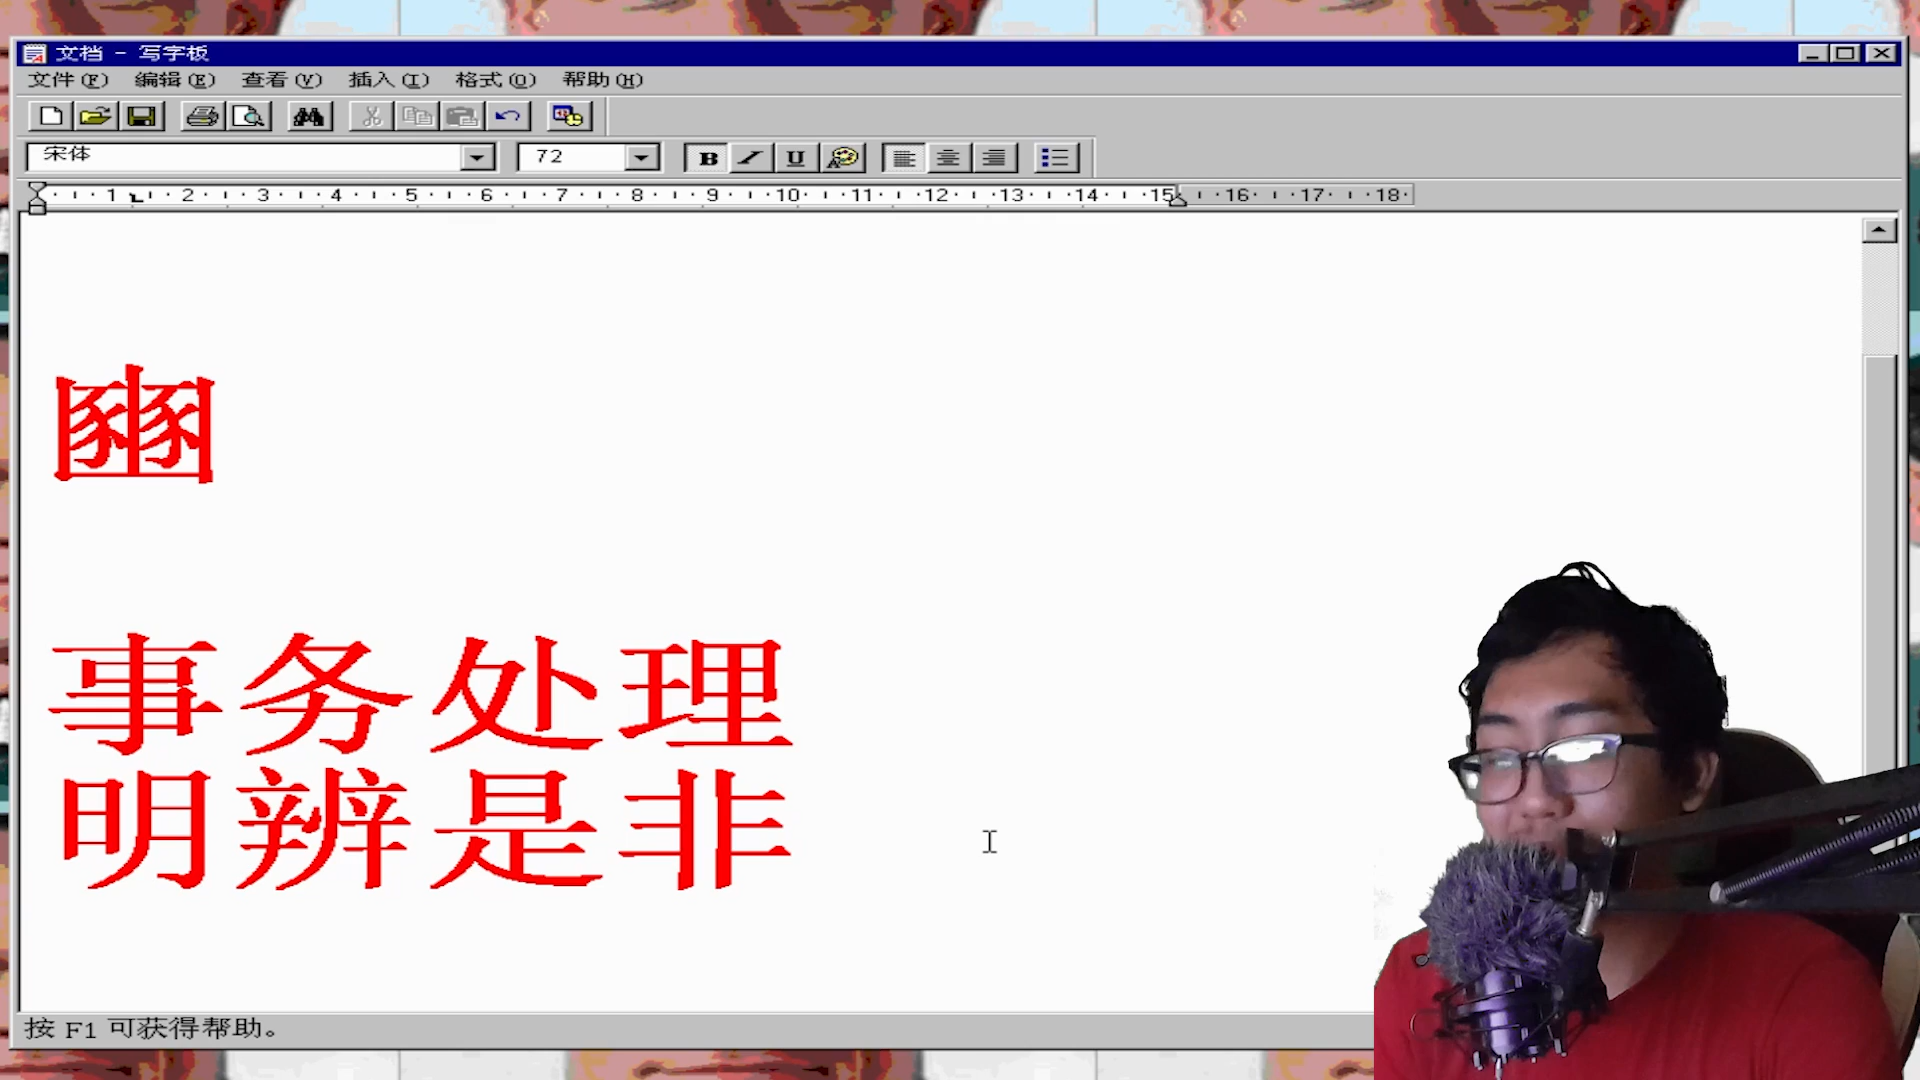 文档 - 写字板
文件(F) 编辑(E) 查看(V) 插入(I) 格式(O) 帮助(H)
宋体 72 B U
1 2 3 4 5 6 7 8 9 10 11 12 13 14 15 16 17 18
豳
事务处理
明辨是非
按 F1 可获得帮助。